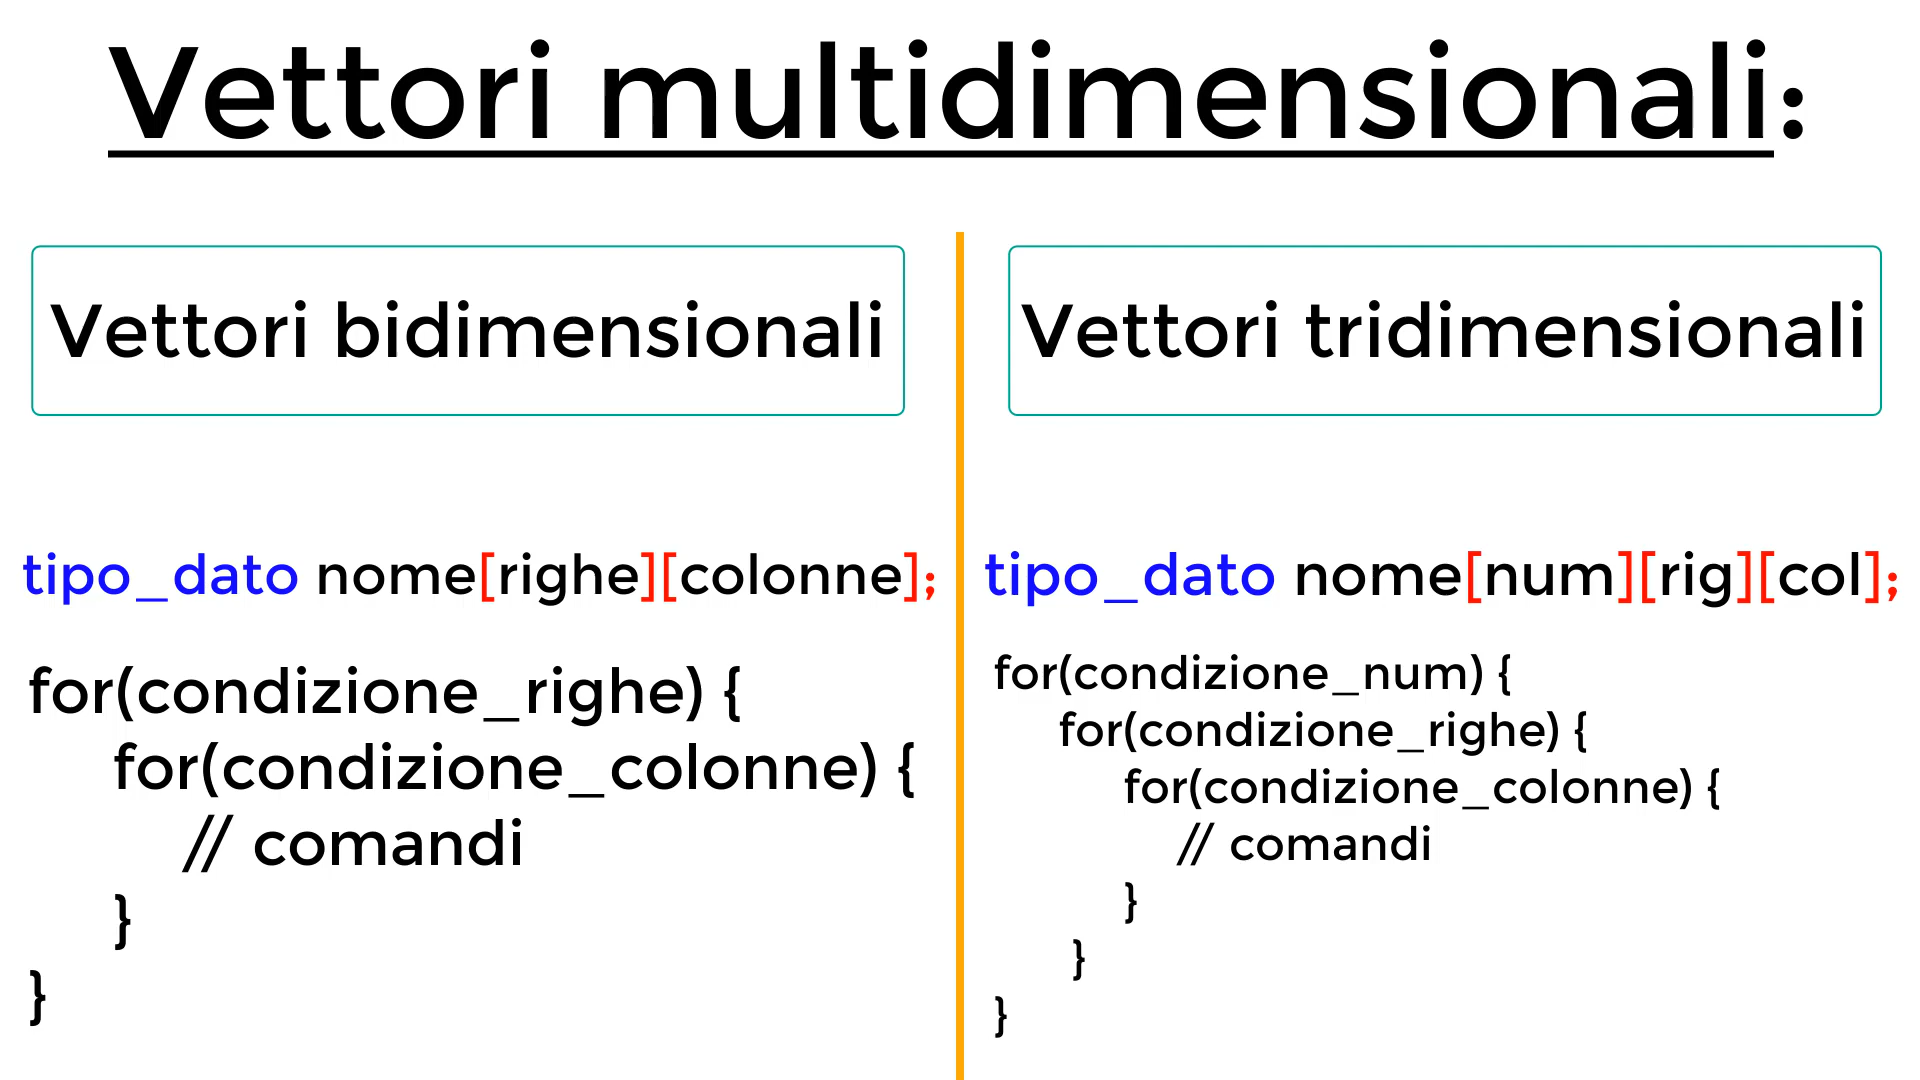 Vettori multidimensionali:
Vettori bidimensionali
tipo_dato nome[righe][colonne];
for(condizione_righe) {
for(condizione_colonne) {
// comandi
}
}
Vettori tridimensionali
tipo_dato nome[num][rig][col];
for(condizione_num) {
for(condizione_righe) {
for(condizione_colonne) {
// comandi
}
}
}